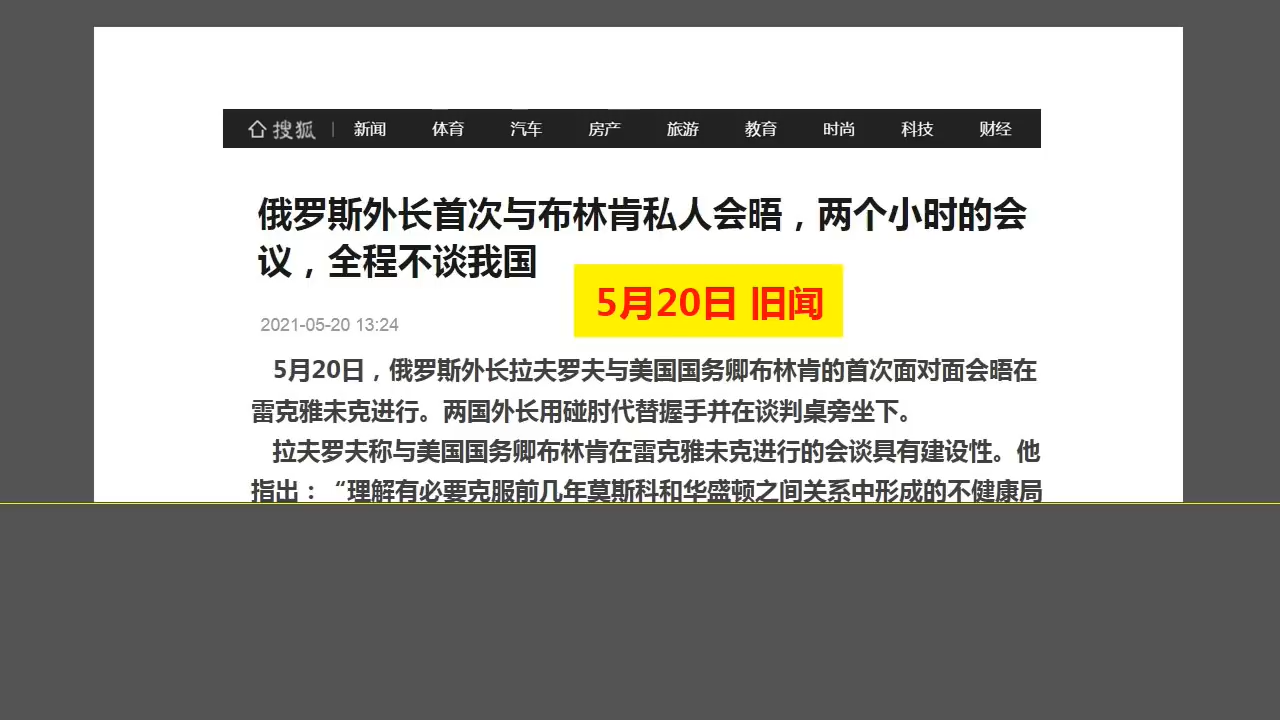 搜狐 | 新闻 体育 汽车 房产 旅游 教育 时尚 科技 财经
俄罗斯外长首次与布林肯私人会晤，两个小时的会
议，全程不谈我国
5月20日 旧闻
2021-05-20 13:24
5月20日，俄罗斯外长拉夫罗夫与美国国务卿布林肯的首次面对面会晤在
雷克雅未克进行。两国外长用碰肘代替握手并在谈判桌旁坐下。
拉夫罗夫称与美国国务卿布林肯在雷克雅未克进行的会谈具有建设性。他
指出：“理解有必要克服前几年莫斯科和华盛顿之间关系中形成的不健康局